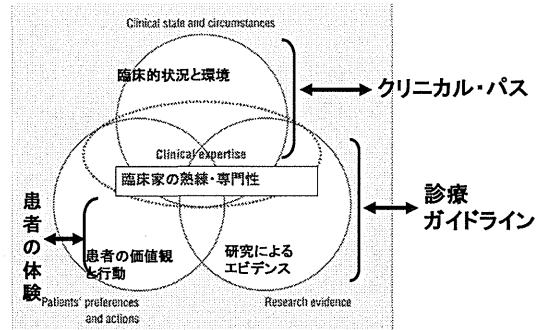 Clinical state and circumstances
臨床的状況と環境
クリニカル・パス
Clinical expertise
臨床家の熟練・専門性
診療
ガイドライン
患者の体験
患者の価値観
と行動
研究による
エビデンス
Patients' preferences
and actions
Research evidence